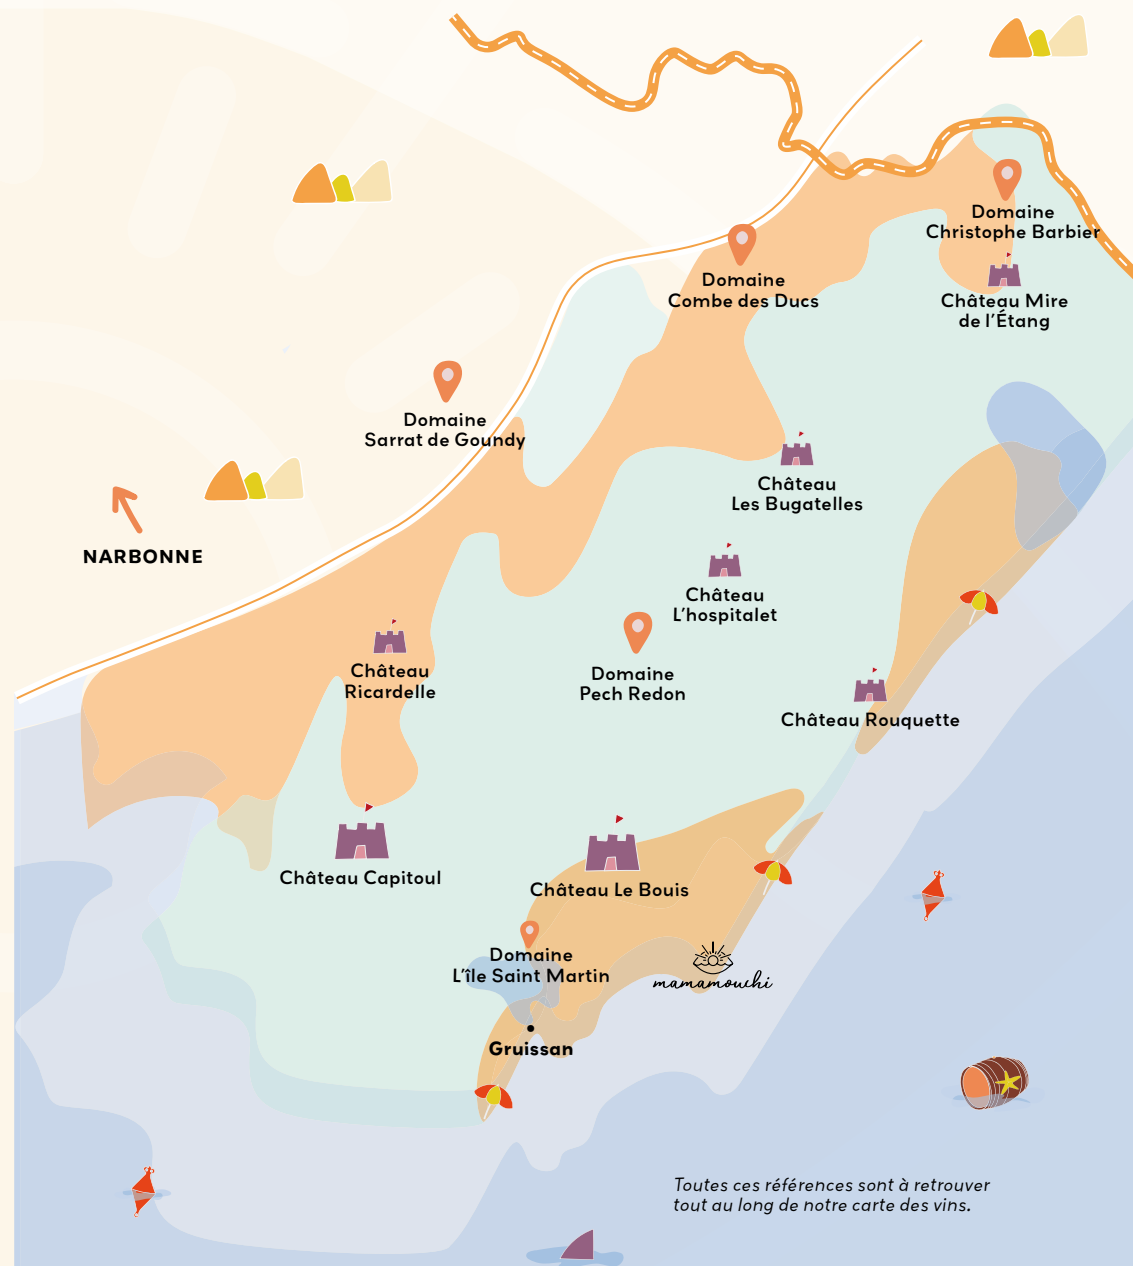 Domaine
Christophe Barbier
Château Mire
de l'Étang
Domaine
Combe des Ducs
Domaine
Sarrat de Goundy
Château
Les Bugatelles
NARBONNE
Château
L'hospitalet
Château
Ricardelle
Domaine
Pech Redon
Château Rouquette
Château Capitoul
Château Le Bouis
Domaine
L'île Saint Martin
mamamouchi
Gruissan
Toutes ces références sont à retrouver
tout au long de notre carte des vins.